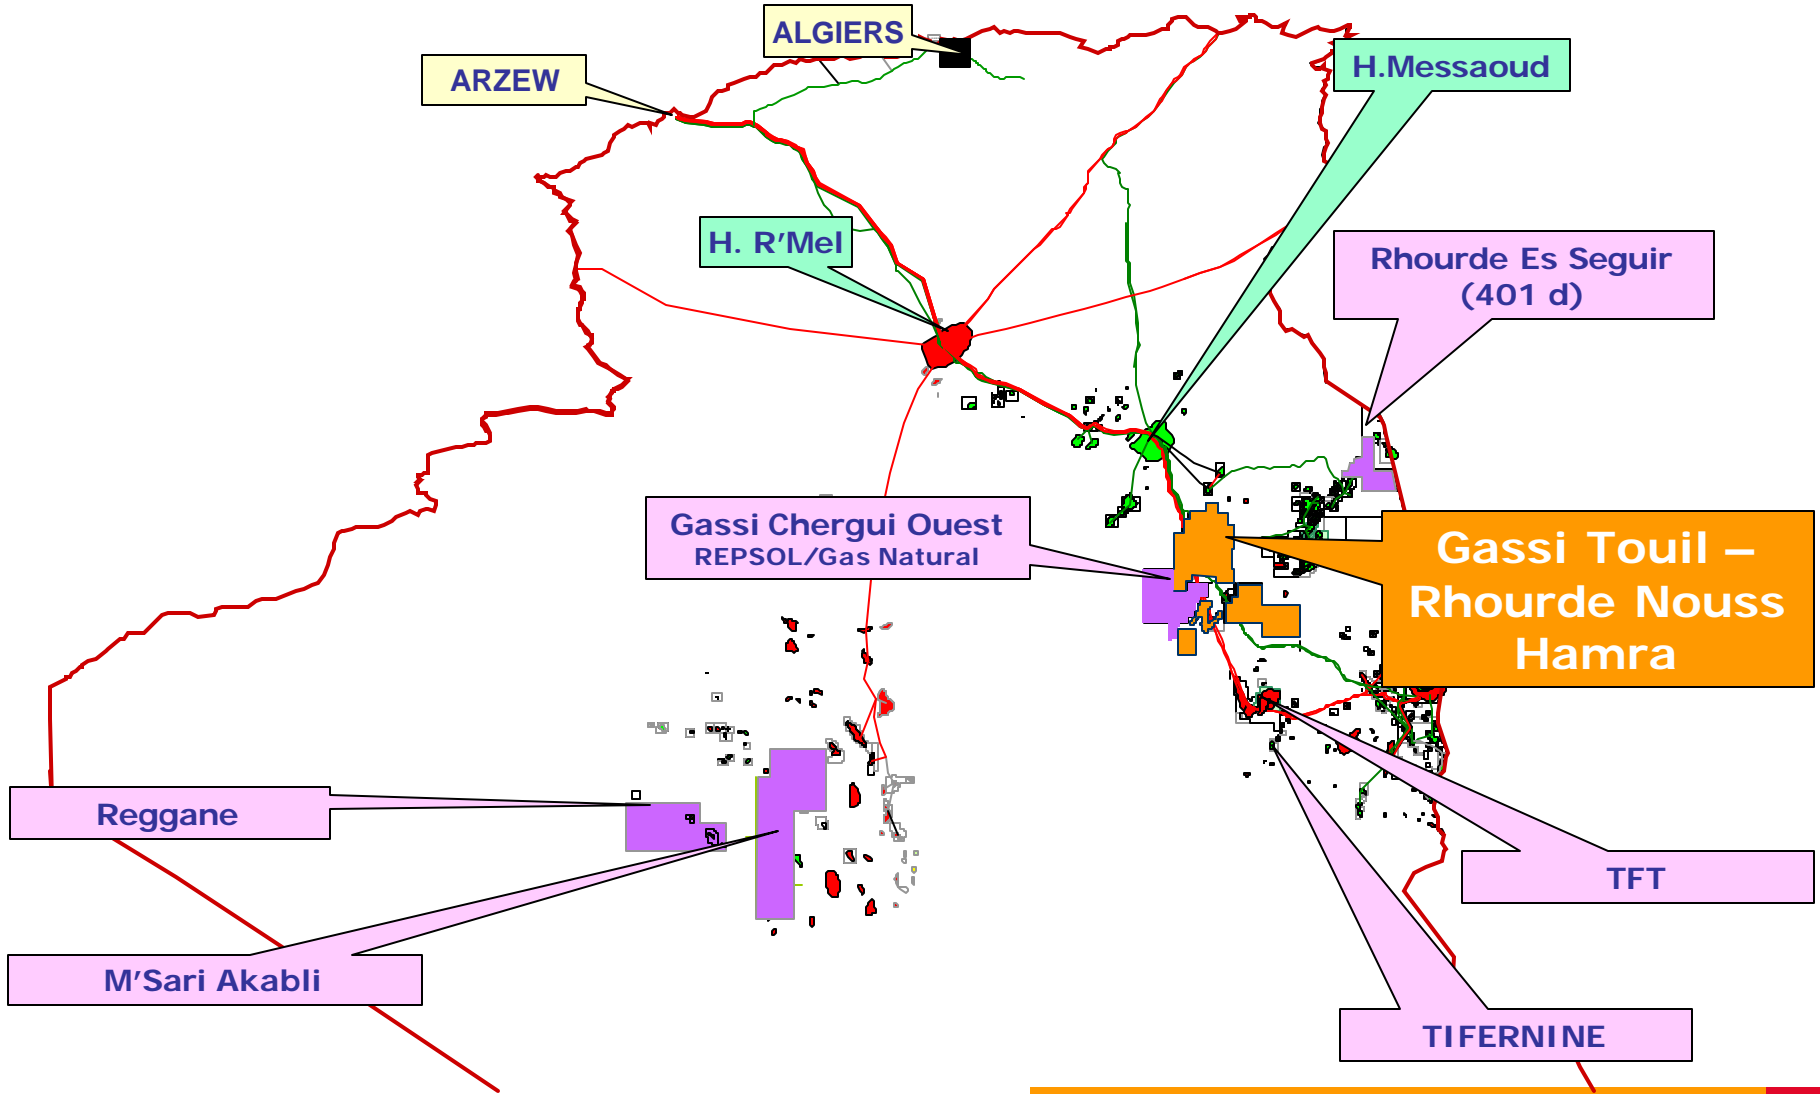 ALGIERS
ARZEW
H.Messaoud
H. R’Mel
Rhourde Es Seguir
(401 d)
Gassi Chergui Ouest
REPSOL/Gas Natural
Gassi Touil –
Rhourde Nouss
Hamra
Reggane
TFT
M’Sari Akabli
TIFERNINE